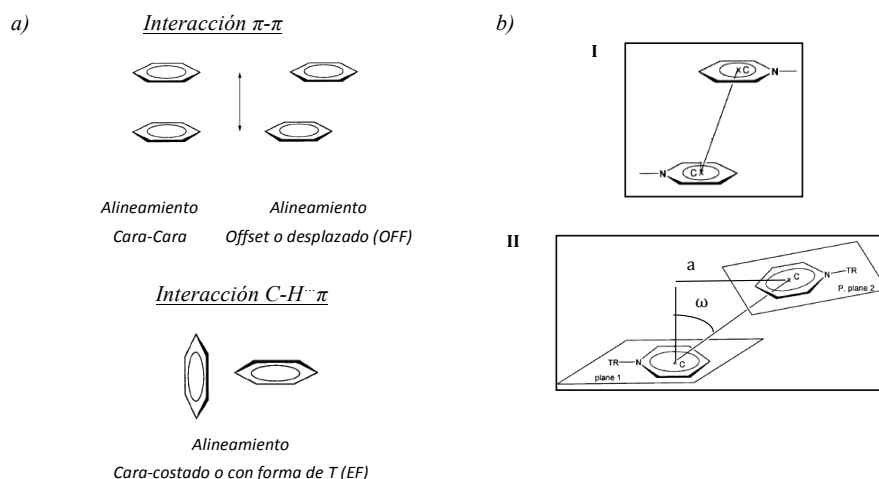 a)
Interacción π-π
Alineamiento
Cara-Cara
Alineamiento
Offset o desplazado (OFF)
Interacción C-H···π
Alineamiento
Cara-costado o con forma de T (EF)
b)
I
C
N
N
C
II
a
ω
C
N
TR
P, plane 2
TR
N
C
plane 1